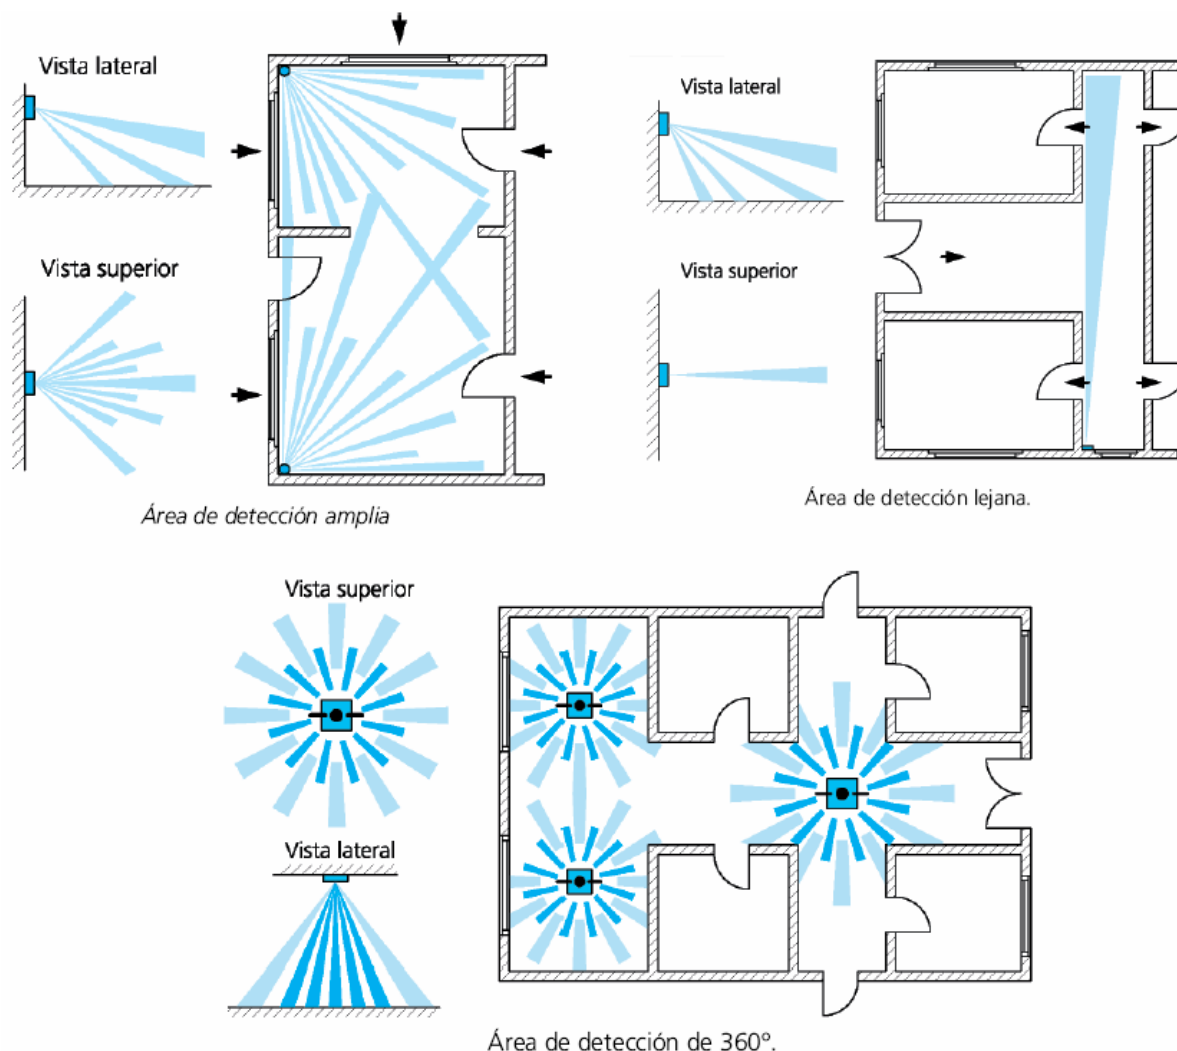 Vista lateral
Vista superior
Área de detección amplia
Vista lateral
Vista superior
Área de detección lejana.
Vista superior
Vista lateral
Área de detección de 360º.